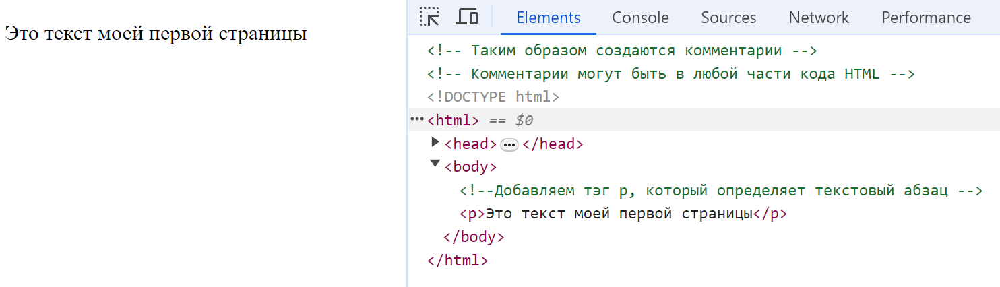 Это текст моей первой страницы
Elements Console Sources Network Performance
<!-- Таким образом создаются комментарии -->
<!-- Комментарии могут быть в любой части кода HTML -->
<!DOCTYPE html>
<html> == $0
<head>…</head>
<body>
<!--Добавляем тэг p, который определяет текстовый абзац -->
<p>Это текст моей первой страницы</p>
</body>
</html>